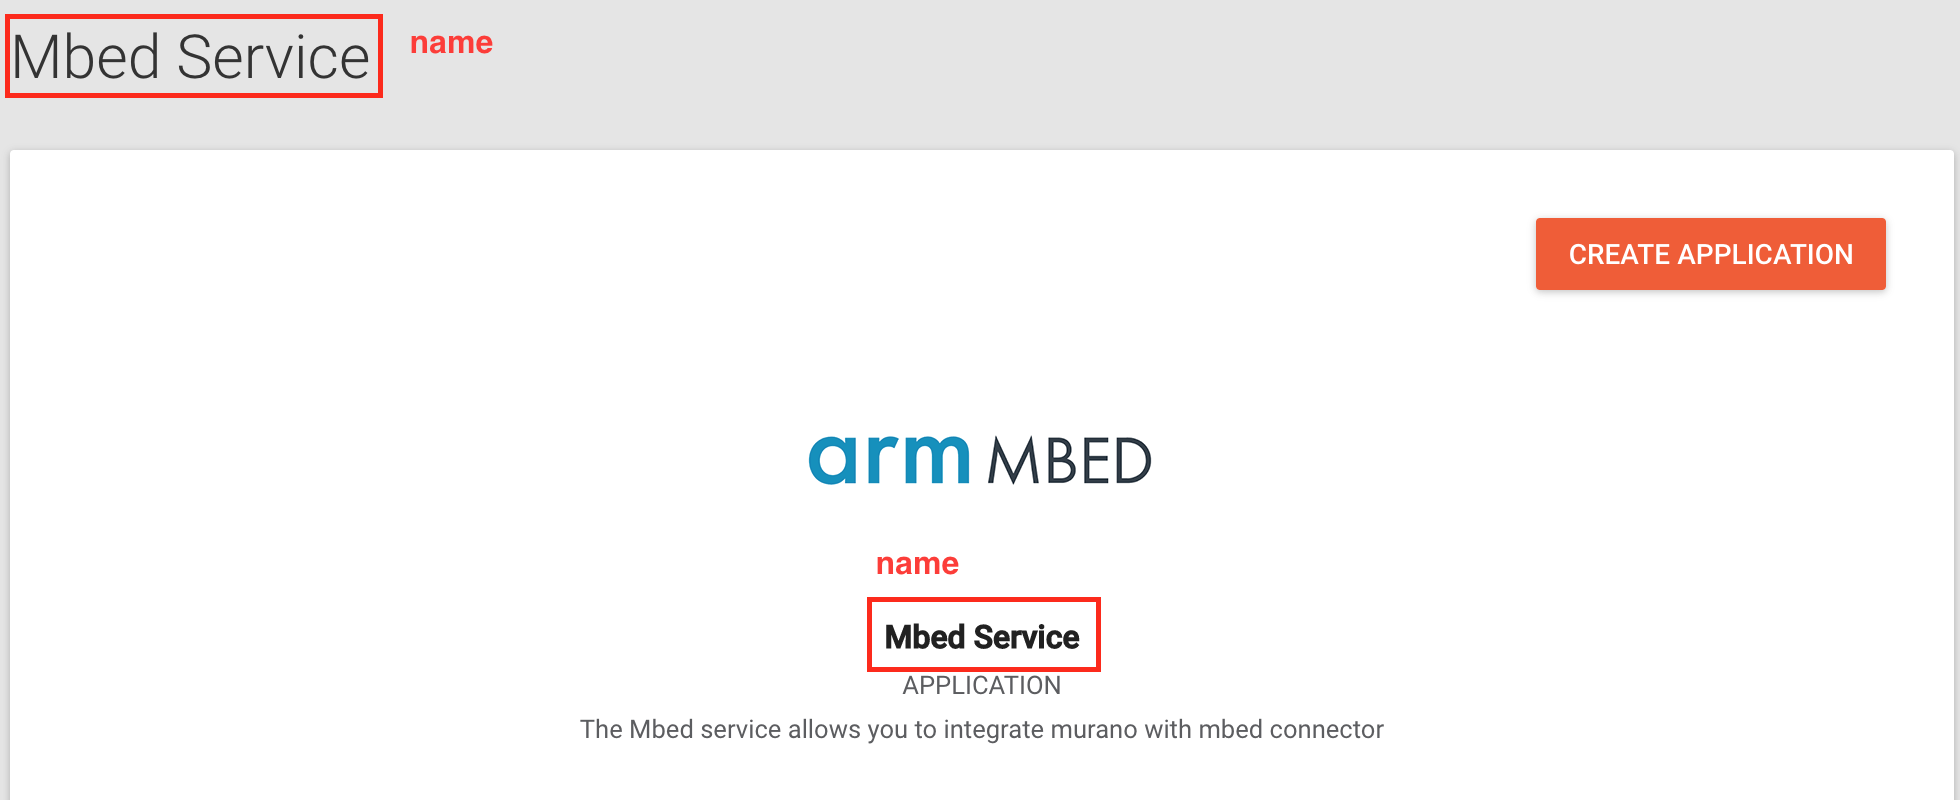 Mbed Service name
CREATE APPLICATION
arm MBED
name
Mbed Service
APPLICATION
The Mbed service allows you to integrate murano with mbed connector